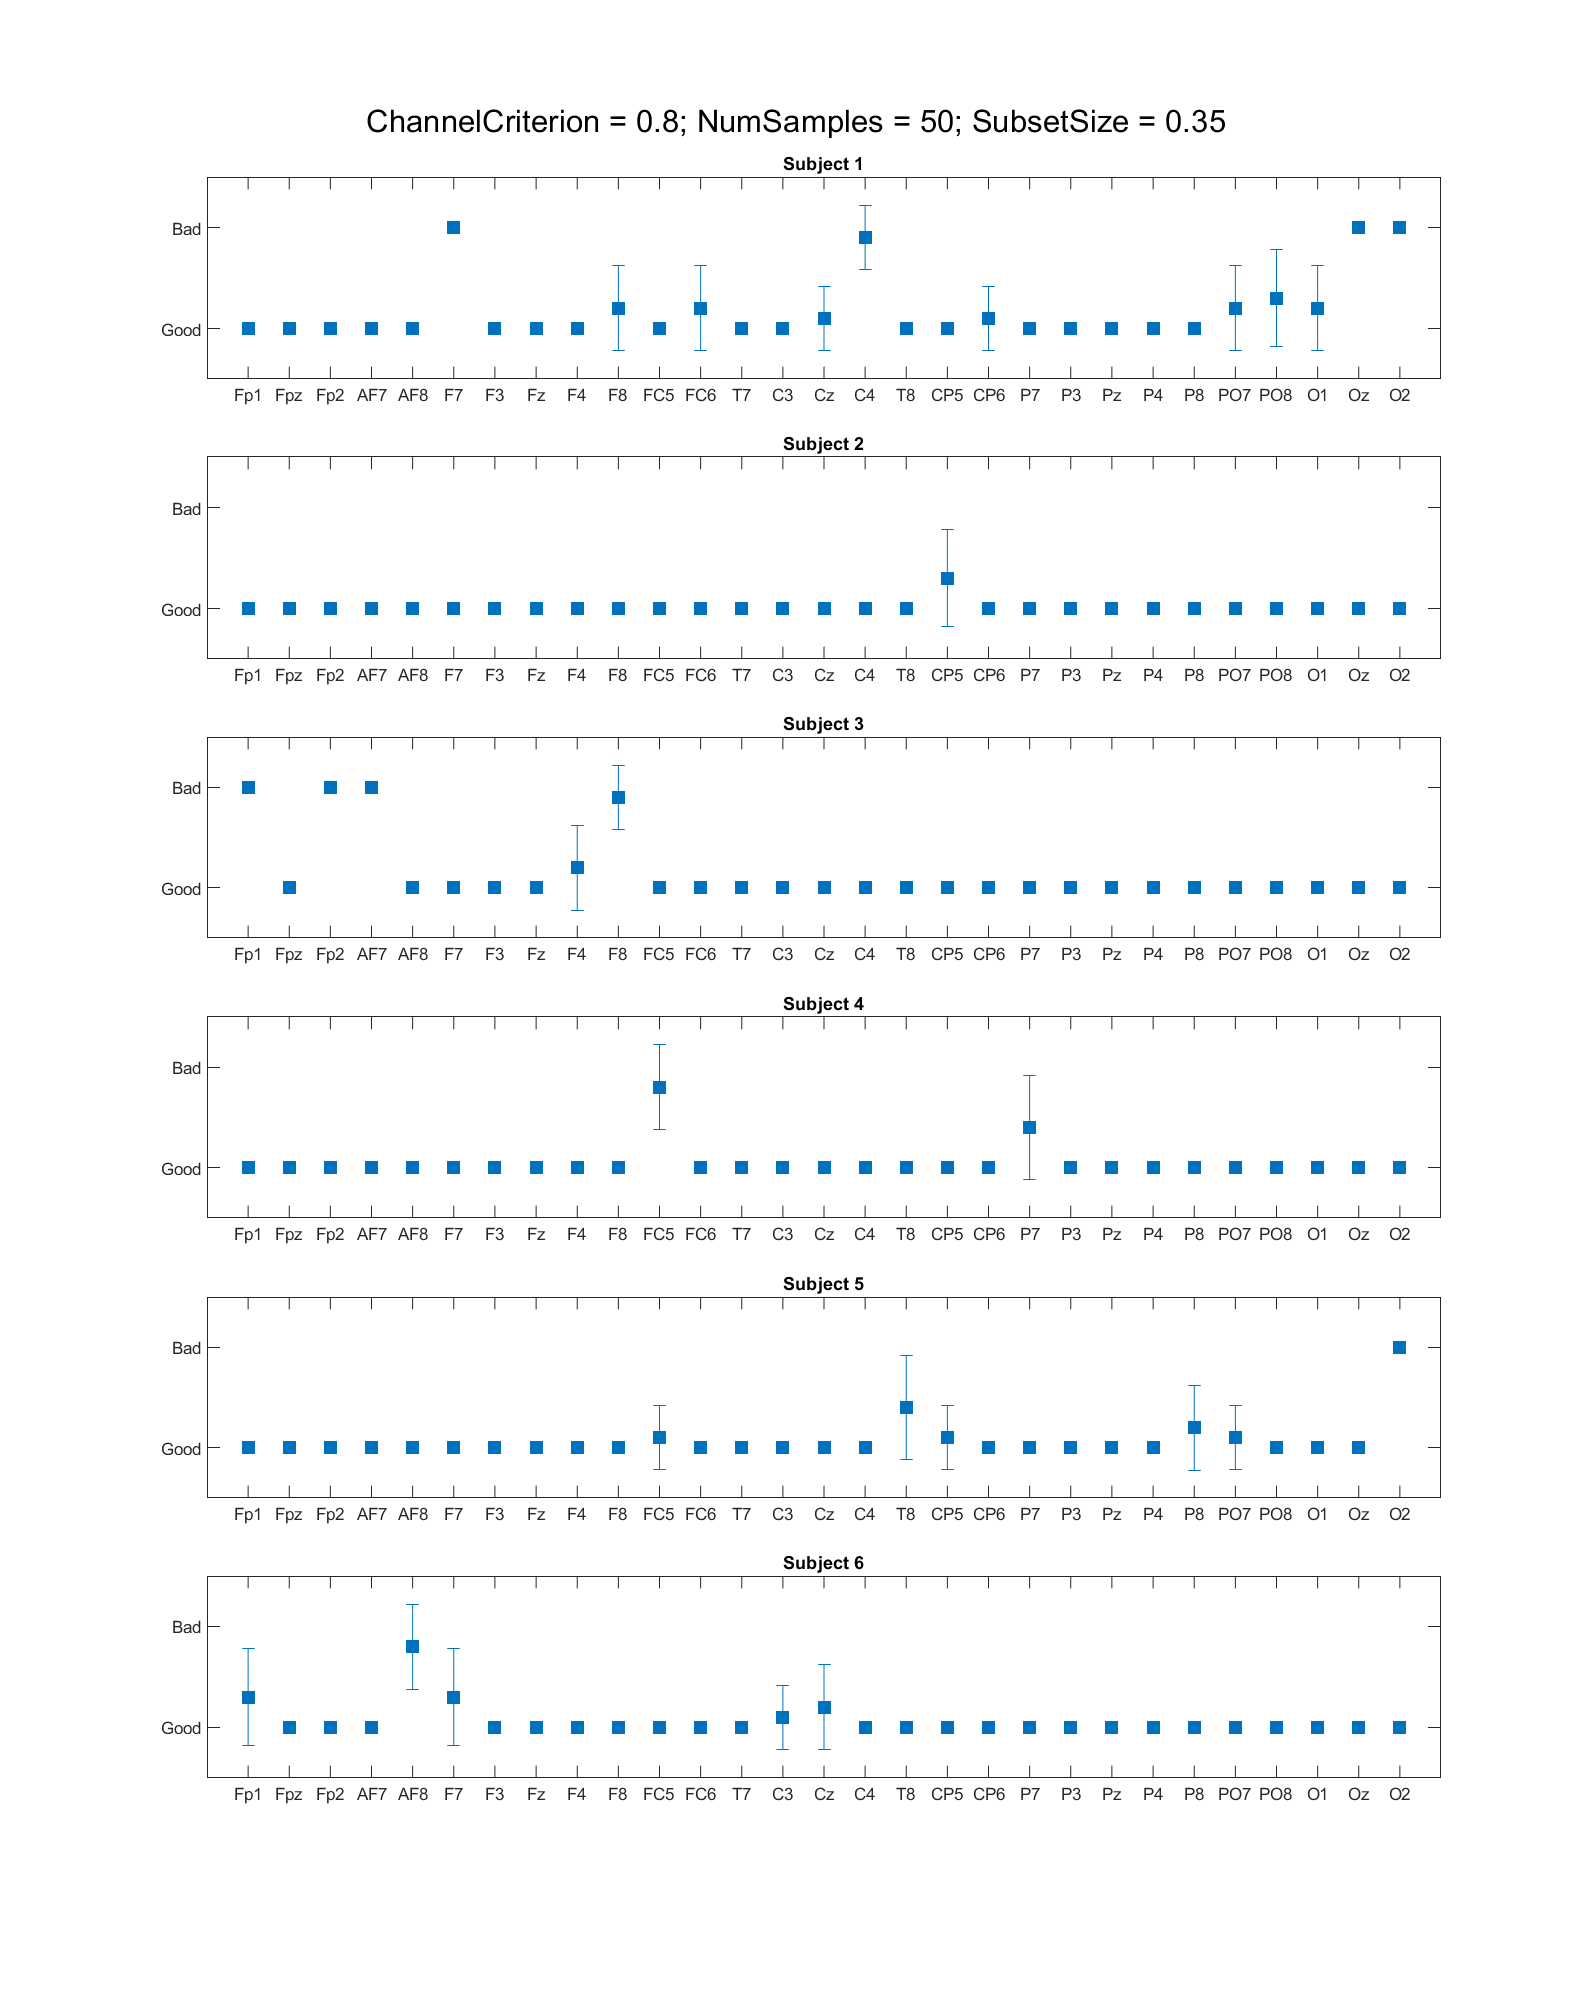 ChannelCriterion = 0.8; NumSamples = 50; SubsetSize = 0.35
Subject 1
Bad
Good
Fp1 Fpz Fp2 AF7 AF8 F7 F3 Fz F4 F8 FC5 FC6 T7 C3 Cz C4 T8 CP5 CP6 P7 P3 Pz P4 P8 PO7 PO8 O1 Oz O2
Subject 2
Bad
Good
Fp1 Fpz Fp2 AF7 AF8 F7 F3 Fz F4 F8 FC5 FC6 T7 C3 Cz C4 T8 CP5 CP6 P7 P3 Pz P4 P8 PO7 PO8 O1 Oz O2
Subject 3
Bad
Good
Fp1 Fpz Fp2 AF7 AF8 F7 F3 Fz F4 F8 FC5 FC6 T7 C3 Cz C4 T8 CP5 CP6 P7 P3 Pz P4 P8 PO7 PO8 O1 Oz O2
Subject 4
Bad
Good
Fp1 Fpz Fp2 AF7 AF8 F7 F3 Fz F4 F8 FC5 FC6 T7 C3 Cz C4 T8 CP5 CP6 P7 P3 Pz P4 P8 PO7 PO8 O1 Oz O2
Subject 5
Bad
Good
Fp1 Fpz Fp2 AF7 AF8 F7 F3 Fz F4 F8 FC5 FC6 T7 C3 Cz C4 T8 CP5 CP6 P7 P3 Pz P4 P8 PO7 PO8 O1 Oz O2
Subject 6
Bad
Good
Fp1 Fpz Fp2 AF7 AF8 F7 F3 Fz F4 F8 FC5 FC6 T7 C3 Cz C4 T8 CP5 CP6 P7 P3 Pz P4 P8 PO7 PO8 O1 Oz O2